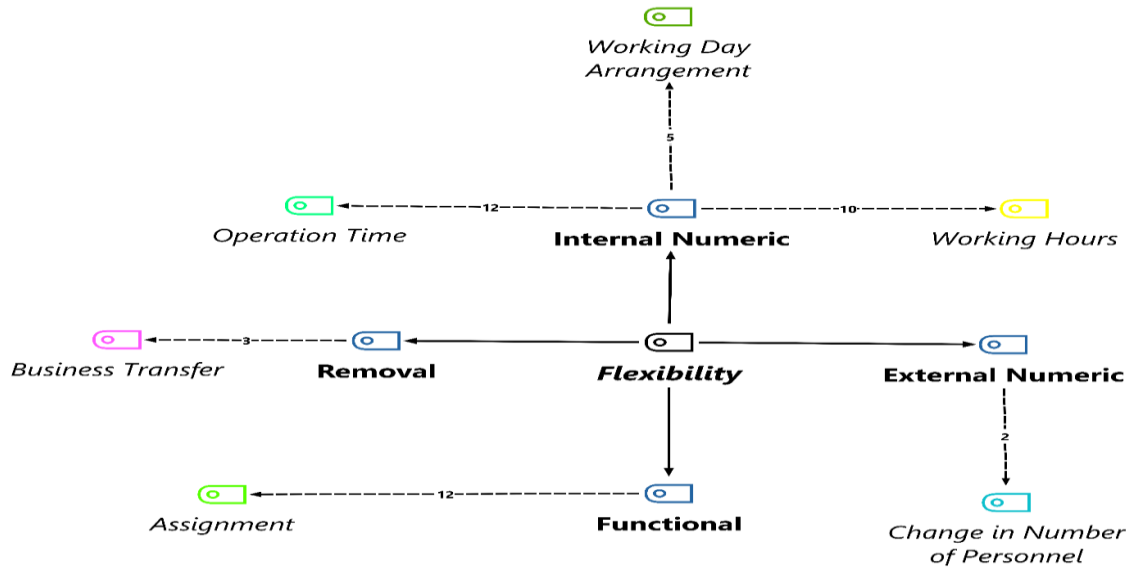 Working Day
Arrangement
5
12
10
Operation Time
Internal Numeric
Working Hours
3
Business Transfer
Removal
Flexibility
External Numeric
2
12
Assignment
Functional
Change in Number
of Personnel